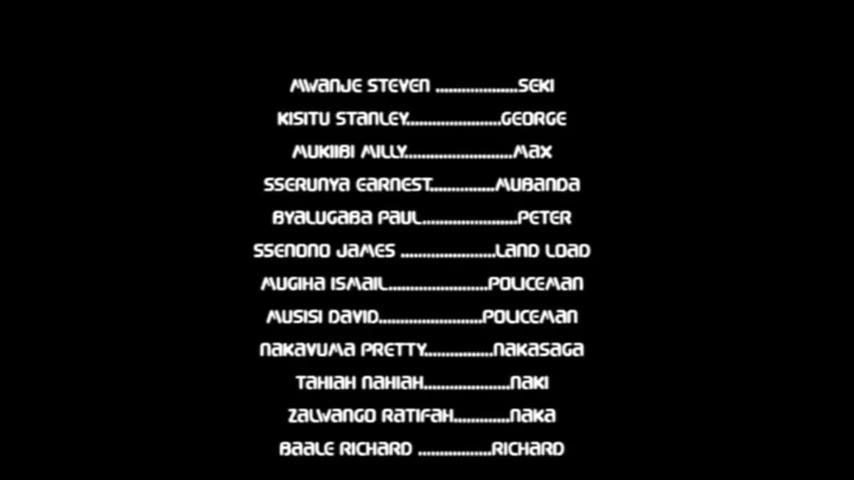 MWANJE STEVEN ...................SEKI
KISITU STANLEY......................GEORGE
MUKIIBI MILLY.........................MAX
SSERUNYA EARNEST...............MUBANDA
BYALUGABA PAUL......................PETER
SSENONO JAMES ......................LAND LOAD
MUGIHA ISMAIL.......................POLICEMAN
MUSISI DAVID........................POLICEMAN
NAKAVUMA PRETTY................NAKASAGA
TAHIAH NAHIAH....................NAKI
ZALWANGO RATIFAH.............NAKA
BAALE RICHARD .................RICHARD